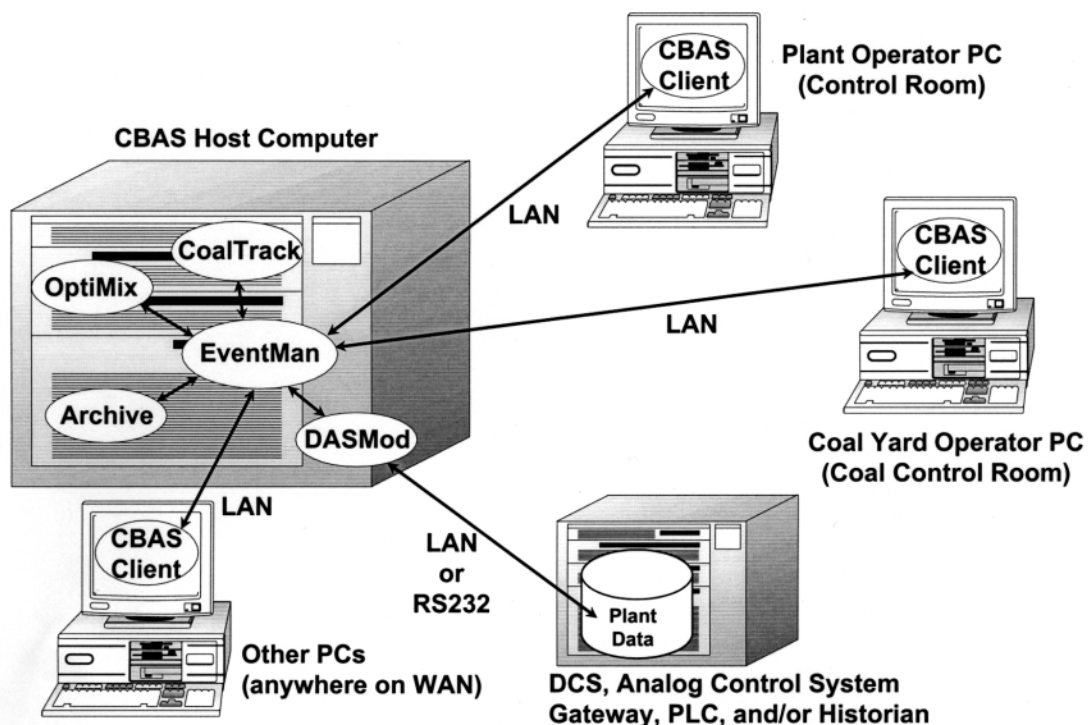 CBAS
Client
Plant Operator PC
(Control Room)
CBAS Host Computer
LAN
CoalTrack
OptiMix
EventMan
Archive
DASMod
CBAS
Client
LAN
Coal Yard Operator PC
(Coal Control Room)
LAN
CBAS
Client
Other PCs
(anywhere on WAN)
LAN
or
RS232
Plant
Data
DCS, Analog Control System
Gateway, PLC, and/or Historian